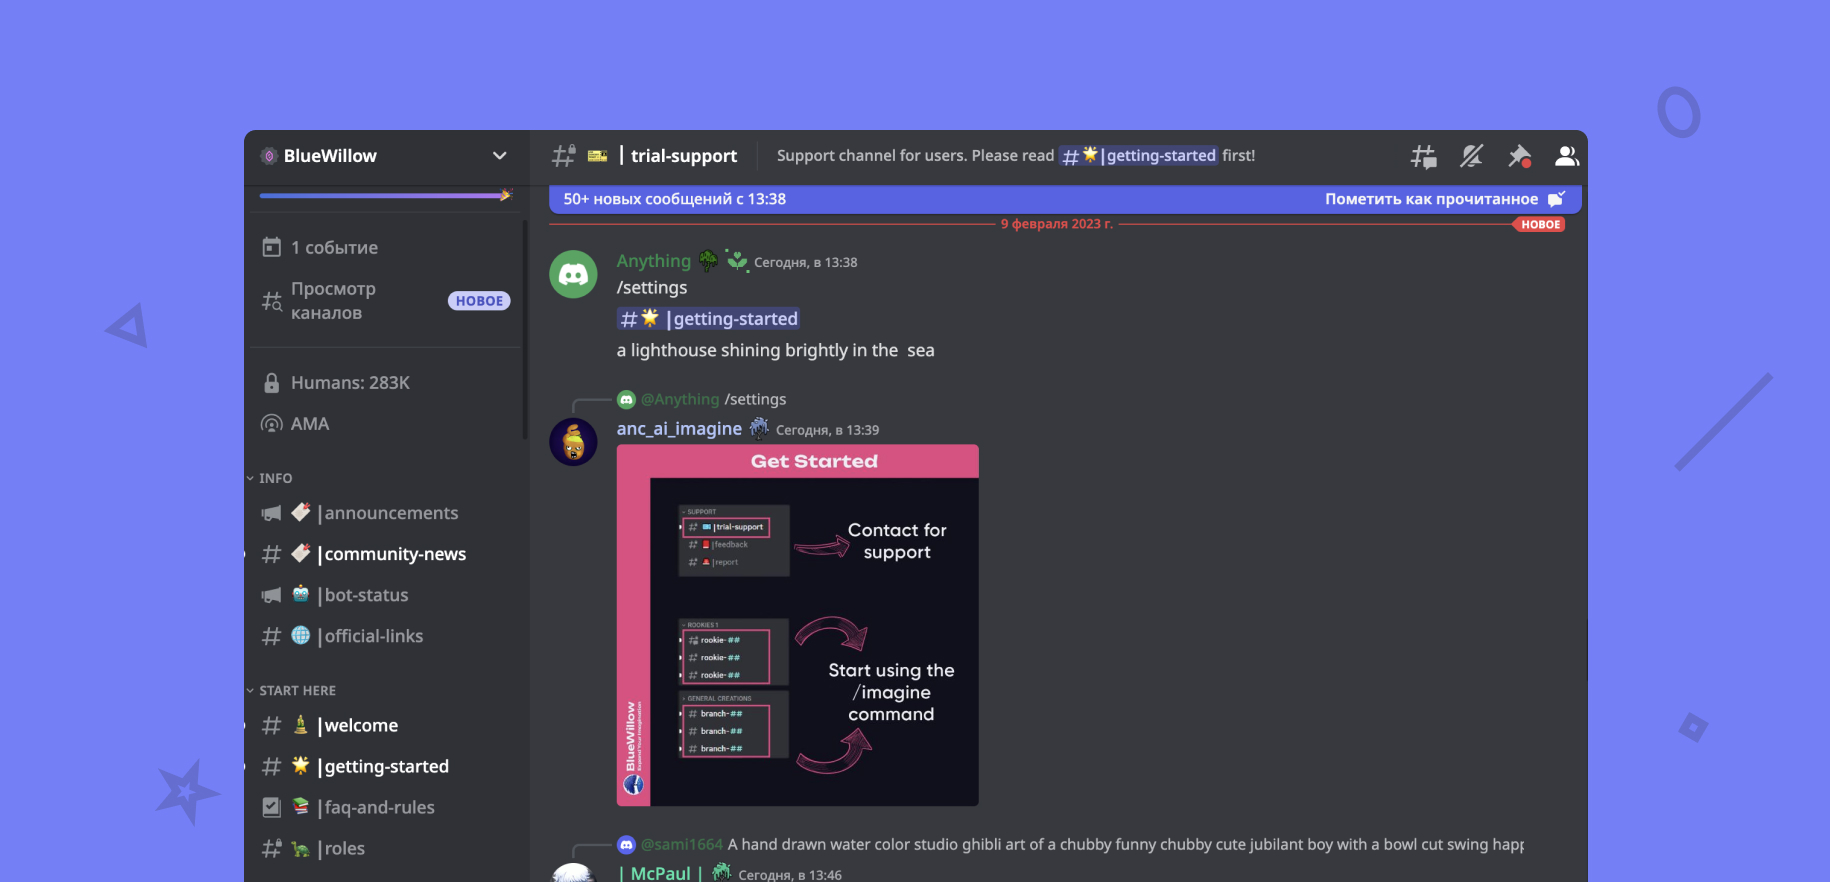 BlueWillow
1 событие
Просмотр
каналов
НОВОЕ
Humans: 283K
AMA
INFO
|announcements
|community-news
|bot-status
|official-links
START HERE
|welcome
|getting-started
|faq-and-rules
|roles
| trial-support
Support channel for users. Please read # |getting-started first!
50+ новых сообщений с 13:38
Пометить как прочитанное
9 февраля 2023 г.
НОВОЕ
Anything Сегодня, в 13:38
/settings
# |getting-started
a lighthouse shining brightly in the  sea
@Anything /settings
anc_ai_imagine Сегодня, в 13:39
Get Started
SUPPORT
# |trial-support
# |feedback
# |report
Contact for
support
ROOKIES 1
# rookie-##
# rookie-##
# rookie-##
GENERAL CREATIONS
# branch-##
# branch-##
# branch-##
Start using the
/imagine
command
BlueWillow
Expand Your Imagination
@sami1664 A hand drawn water color studio ghibli art of a chubby funny chubby cute jubilant boy with a bowl cut swing happ
| McPaul | Сегодня, в 13:46